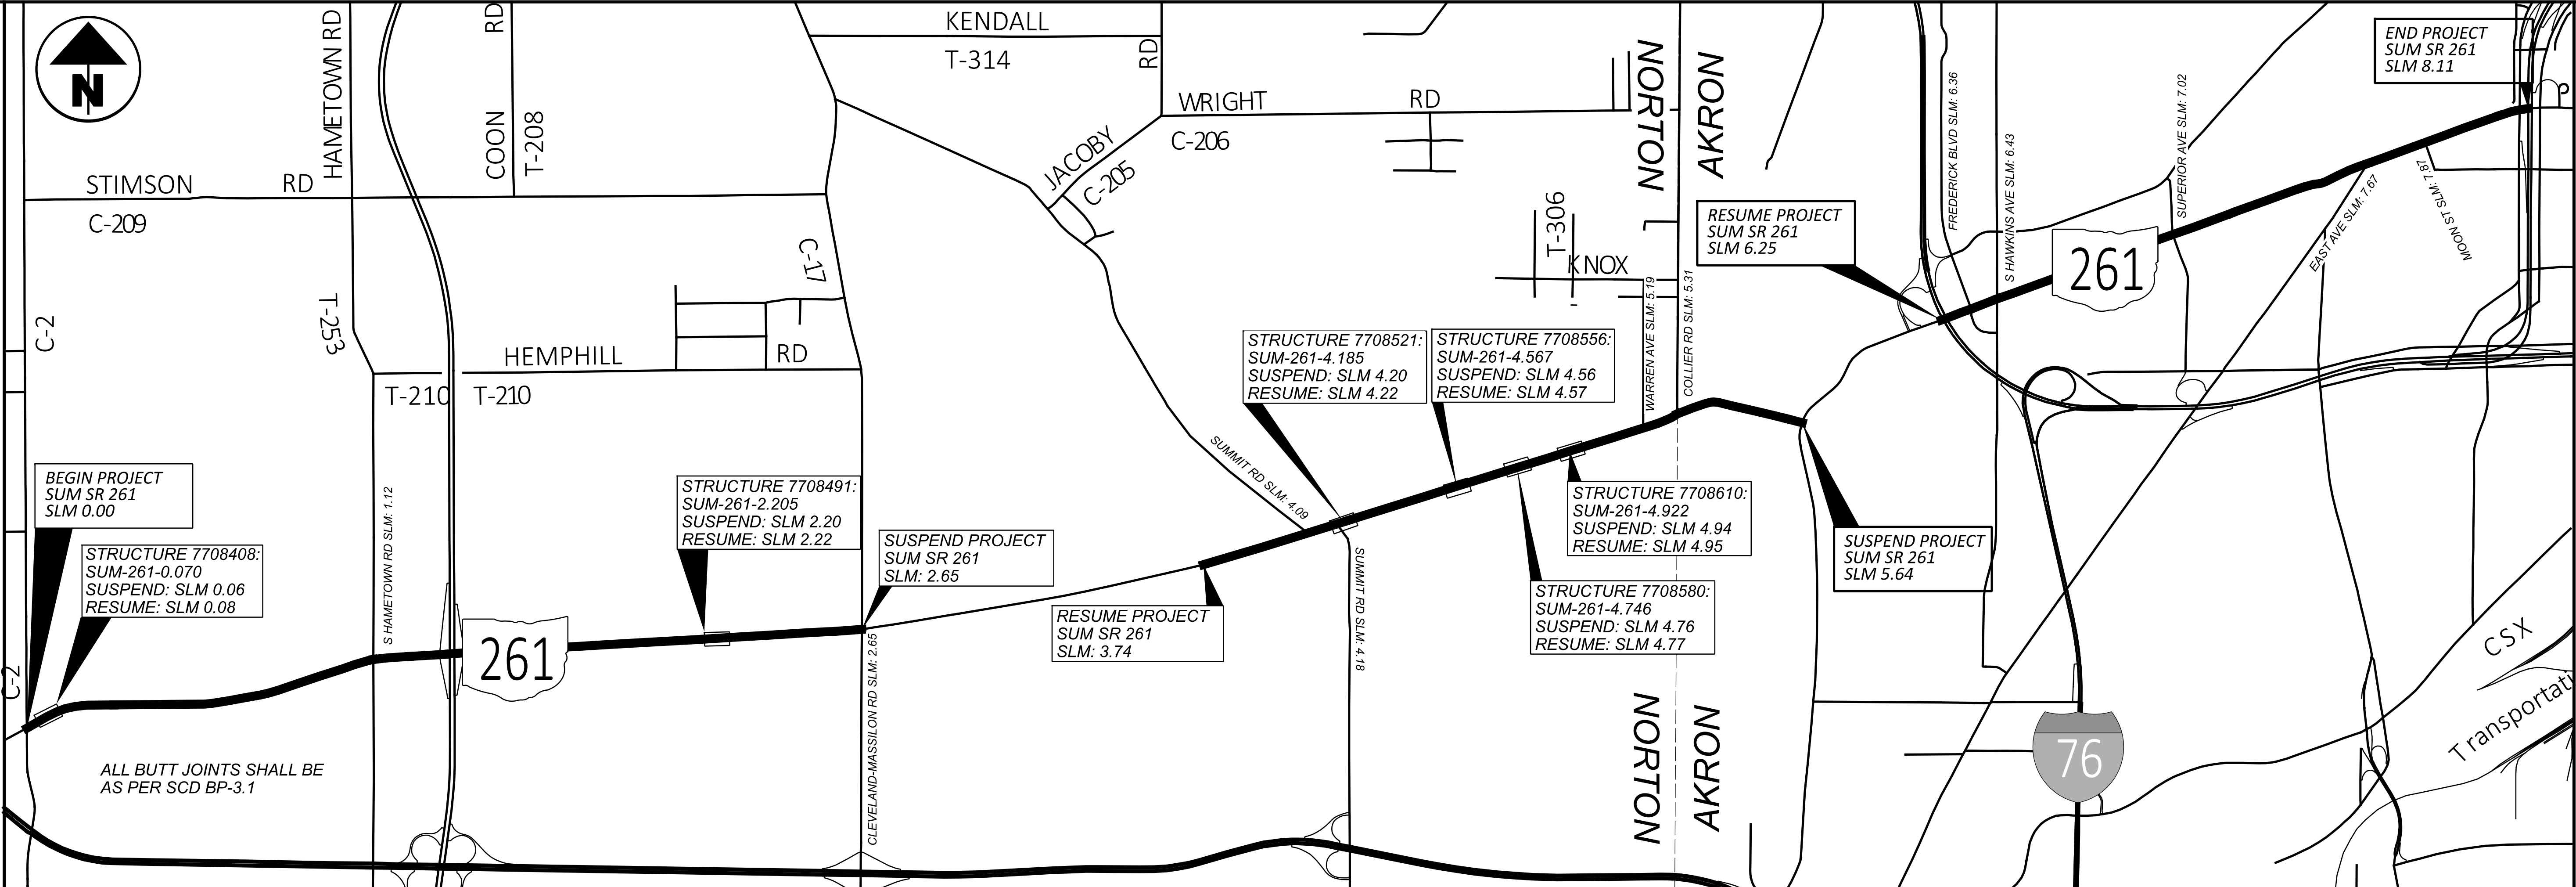 N
HAMETOWN RD
COON
RD
T-208
KENDALL
T-314
RD
WRIGHT
RD
C-206
JACOBY
C-205
STIMSON
RD
C-209
C-2
T-253
C-17
HEMPHILL
RD
T-210
T-210
T-306
KNOX
NORTON
AKRON
WARREN AVE SLM: 5.19
COLLIER RD SLM: 5.31
FREDERICK BLVD SLM: 6.36
S HAWKINS AVE SLM: 6.43
SUPERIOR AVE SLM: 7.02
EAST AVE SLM: 7.67
MOON ST SLM: 7.87
END PROJECT
SUM SR 261
SLM 8.11
RESUME PROJECT
SUM SR 261
SLM 6.25
261
STRUCTURE 7708521:
SUM-261-4.185
SUSPEND: SLM 4.20
RESUME: SLM 4.22
STRUCTURE 7708556:
SUM-261-4.567
SUSPEND: SLM 4.56
RESUME: SLM 4.57
BEGIN PROJECT
SUM SR 261
SLM 0.00
STRUCTURE 7708408:
SUM-261-0.070
SUSPEND: SLM 0.06
RESUME: SLM 0.08
S HAMETOWN RD SLM: 1.12
STRUCTURE 7708491:
SUM-261-2.205
SUSPEND: SLM 2.20
RESUME: SLM 2.22
SUSPEND PROJECT
SUM SR 261
SLM: 2.65
SUMMIT RD SLM: 4.09
STRUCTURE 7708610:
SUM-261-4.922
SUSPEND: SLM 4.94
RESUME: SLM 4.95
SUSPEND PROJECT
SUM SR 261
SLM 5.64
RESUME PROJECT
SUM SR 261
SLM: 3.74
STRUCTURE 7708580:
SUM-261-4.746
SUSPEND: SLM 4.76
RESUME: SLM 4.77
SUMMIT RD SLM: 4.18
261
C-2
CLEVELAND-MASSILON RD SLM: 2.65
ALL BUTT JOINTS SHALL BE
AS PER SCD BP-3.1
NORTON
AKRON
76
CSX
Transportati